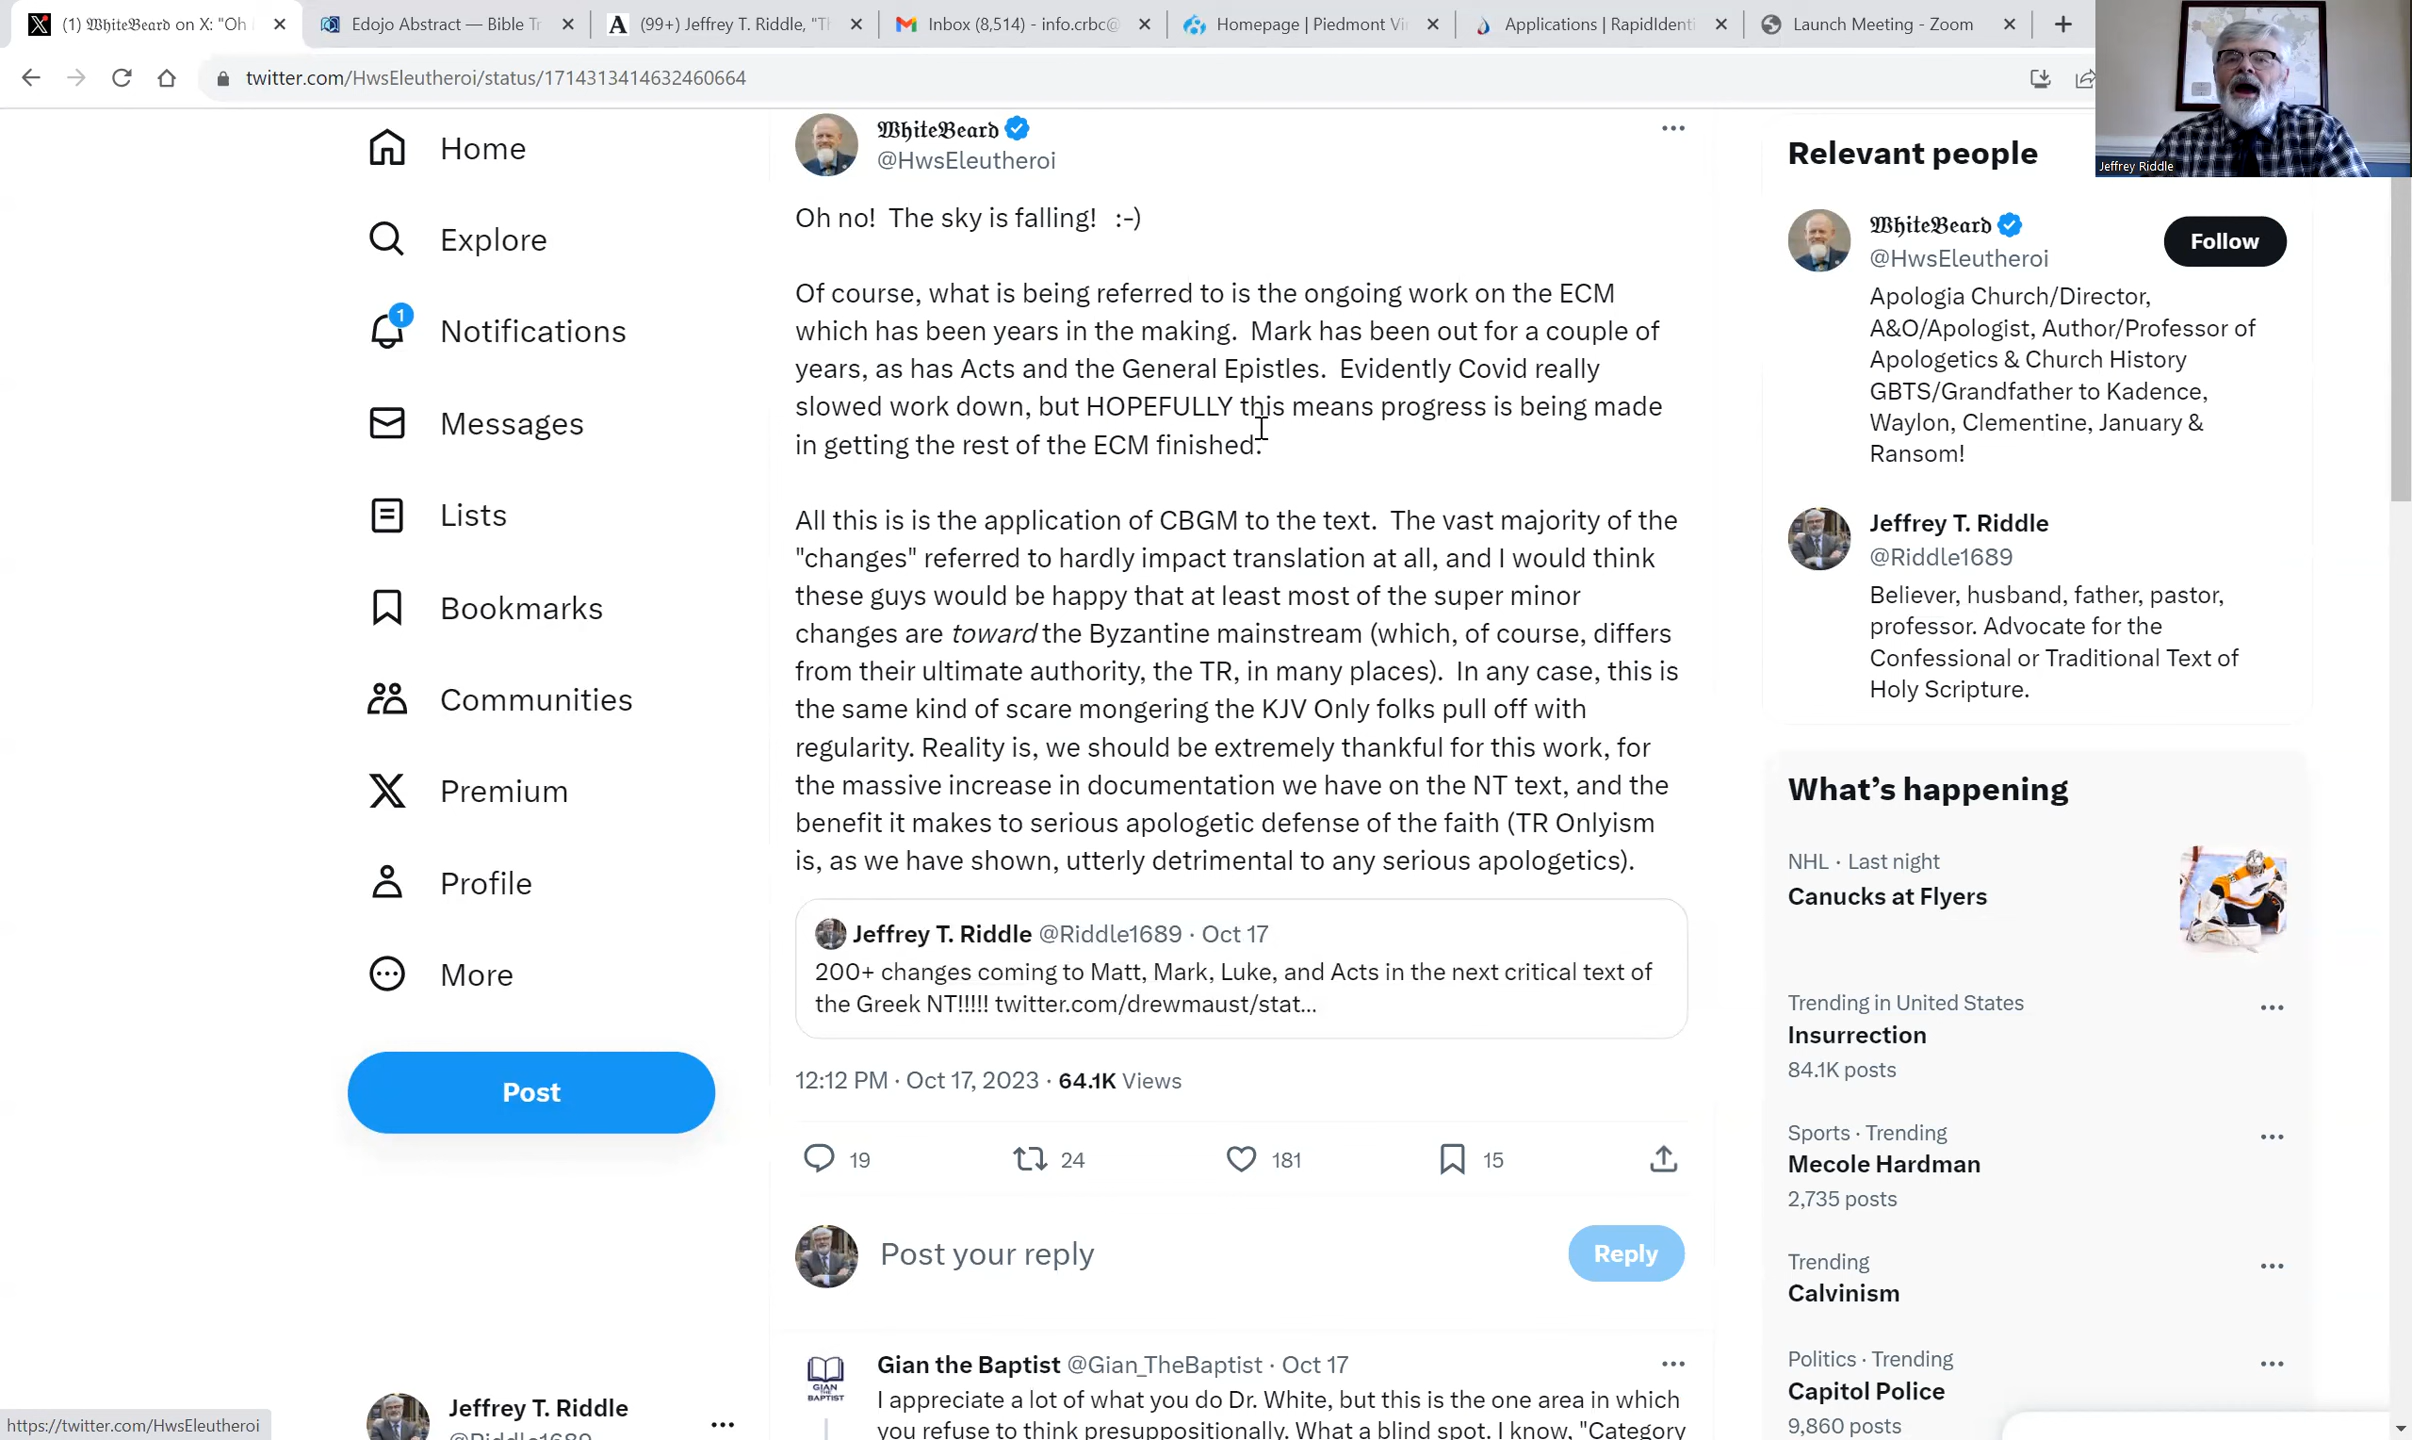 (1) WhiteBeard on X: "Oh
Edojo Abstract — Bible Tr
(99+) Jeffrey T. Riddle, "Th
Inbox (8,514) - info.crbc@
Homepage | Piedmont Vi
Applications | RapidIdenti
Launch Meeting - Zoom
twitter.com/HwsEleutheroi/status/1714313414632460664
Jeffrey Riddle
Home
Explore
1
Notifications
Messages
Lists
Bookmarks
Communities
Premium
Profile
More
Post
Jeffrey T. Riddle
@Riddle1689
https://twitter.com/HwsEleutheroi
WhiteBeard
@HwsEleutheroi
Oh no!  The sky is falling!  :-)
Of course, what is being referred to is the ongoing work on the ECM
which has been years in the making.  Mark has been out for a couple of
years, as has Acts and the General Epistles.  Evidently Covid really
slowed work down, but HOPEFULLY this means progress is being made
in getting the rest of the ECM finished.
All this is is the application of CBGM to the text.  The vast majority of the
"changes" referred to hardly impact translation at all, and I would think
these guys would be happy that at least most of the super minor
changes are toward the Byzantine mainstream (which, of course, differs
from their ultimate authority, the TR, in many places).  In any case, this is
the same kind of scare mongering the KJV Only folks pull off with
regularity. Reality is, we should be extremely thankful for this work, for
the massive increase in documentation we have on the NT text, and the
benefit it makes to serious apologetic defense of the faith (TR Onlyism
is, as we have shown, utterly detrimental to any serious apologetics).
Jeffrey T. Riddle @Riddle1689 · Oct 17
200+ changes coming to Matt, Mark, Luke, and Acts in the next critical text of
the Greek NT!!!!! twitter.com/drewmaust/stat...
12:12 PM · Oct 17, 2023 · 64.1K Views
19
24
181
15
Post your reply
Reply
Gian the Baptist @Gian_TheBaptist · Oct 17
GIAN
THE
BAPTIST
I appreciate a lot of what you do Dr. White, but this is the one area in which
you refuse to think presuppositionally. What a blind spot. I know, "Category
Relevant people
WhiteBeard
@HwsEleutheroi
Follow
Apologia Church/Director,
A&O/Apologist, Author/Professor of
Apologetics & Church History
GBTS/Grandfather to Kadence,
Waylon, Clementine, January &
Ransom!
Jeffrey T. Riddle
@Riddle1689
Believer, husband, father, pastor,
professor. Advocate for the
Confessional or Traditional Text of
Holy Scripture.
What's happening
NHL · Last night
Canucks at Flyers
Trending in United States
Insurrection
84.1K posts
Sports · Trending
Mecole Hardman
2,735 posts
Trending
Calvinism
Politics · Trending
Capitol Police
9,860 posts